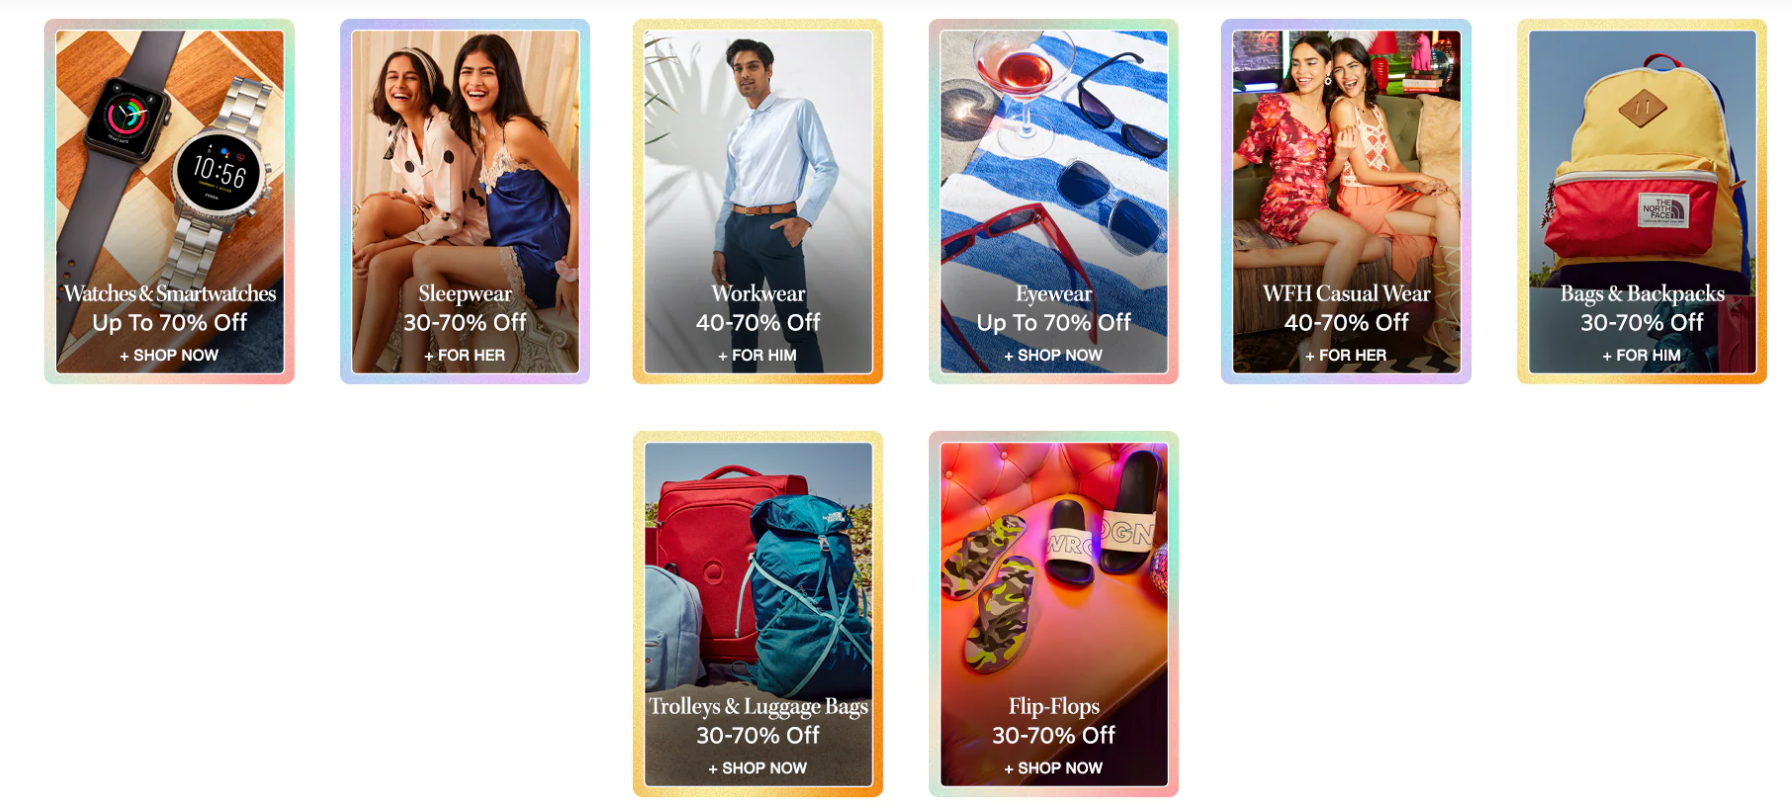 10:56
Watches & Smartwatches
Up To 70% Off
+ SHOP NOW
Sleepwear
30-70% Off
+ FOR HER
Workwear
40-70% Off
+ FOR HIM
Eyewear
Up To 70% Off
+ SHOP NOW
WFH Casual Wear
40-70% Off
+ FOR HER
THE
NORTH
FACE
Bags & Backpacks
30-70% Off
+ FOR HIM
Trolleys & Luggage Bags
30-70% Off
+ SHOP NOW
WRO
OGN
Flip-Flops
30-70% Off
+ SHOP NOW